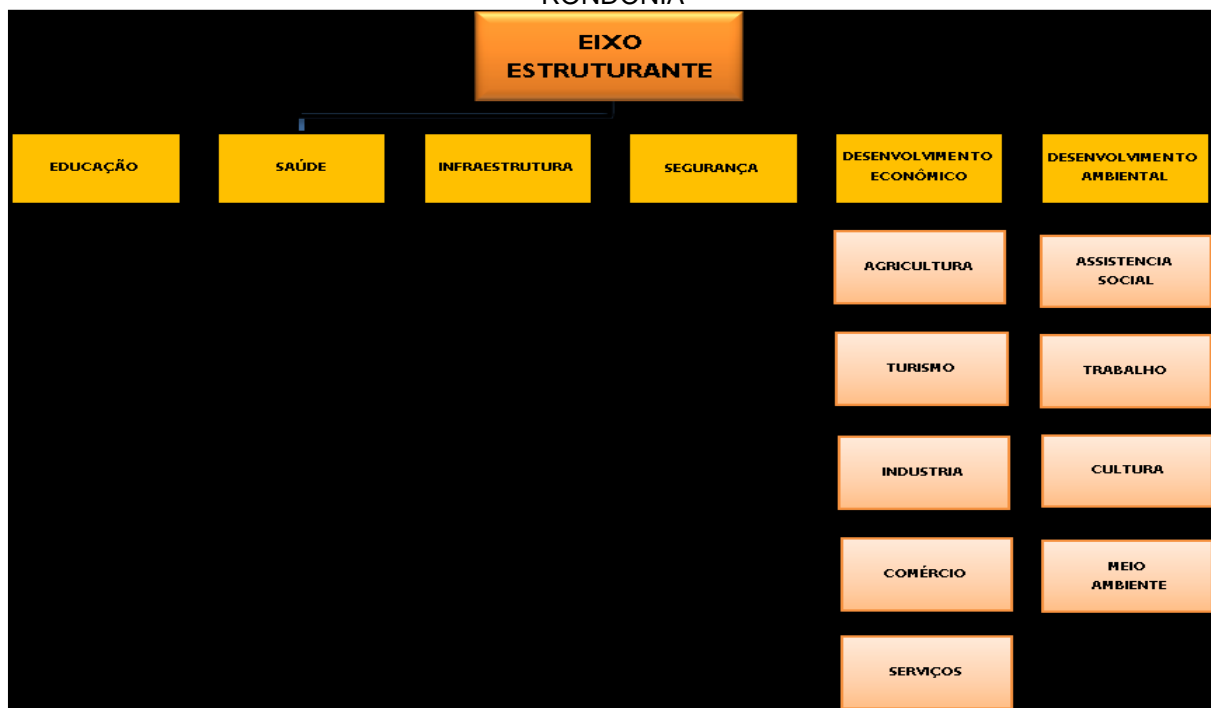 RONDÔNIA
EIXO
ESTRUTURANTE
EDUCAÇÃO
SAÚDE
INFRAESTRUTURA
SEGURANÇA
DESENVOLVIMENTO
ECONÔMICO
DESENVOLVIMENTO
AMBIENTAL
AGRICULTURA
ASSISTENCIA
SOCIAL
TURISMO
TRABALHO
INDUSTRIA
CULTURA
COMÉRCIO
MEIO
AMBIENTE
SERVIÇOS